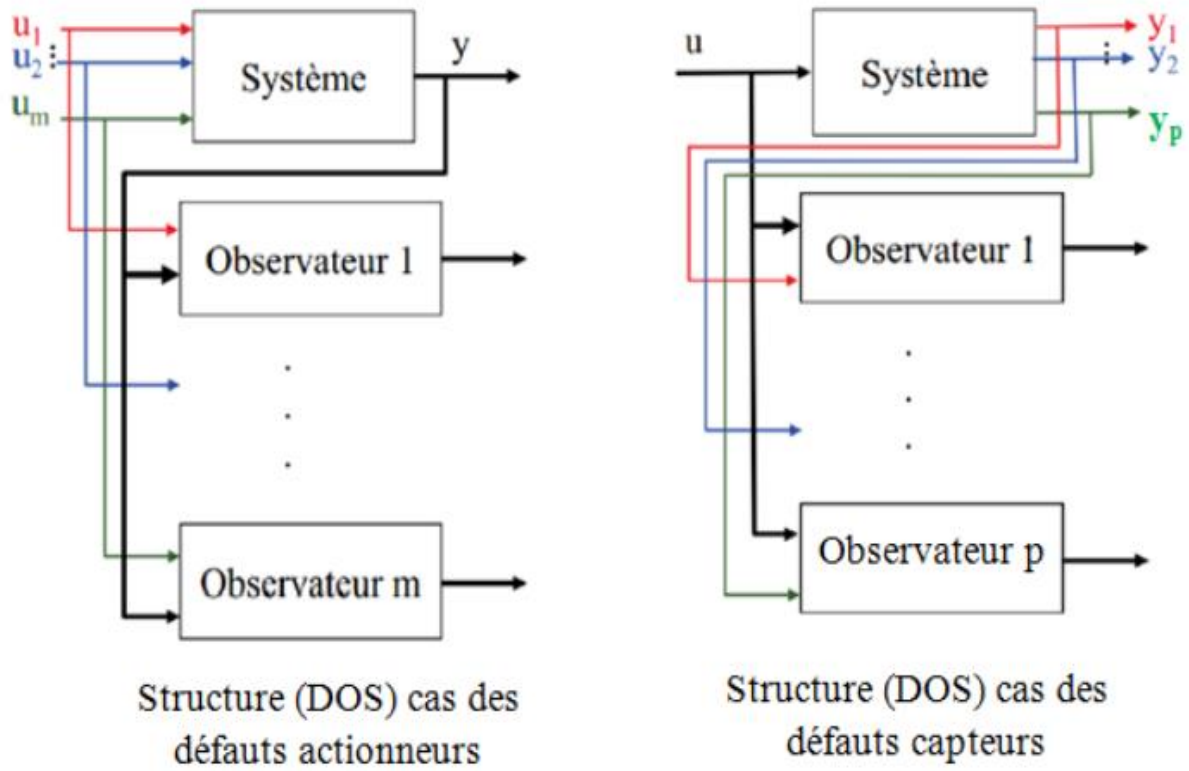 u1
u2
um
Système
y
Observateur 1
Observateur m
Structure (DOS) cas des
défauts actionneurs
u
Système
y1
y2
yp
Observateur 1
Observateur p
Structure (DOS) cas des
défauts capteurs